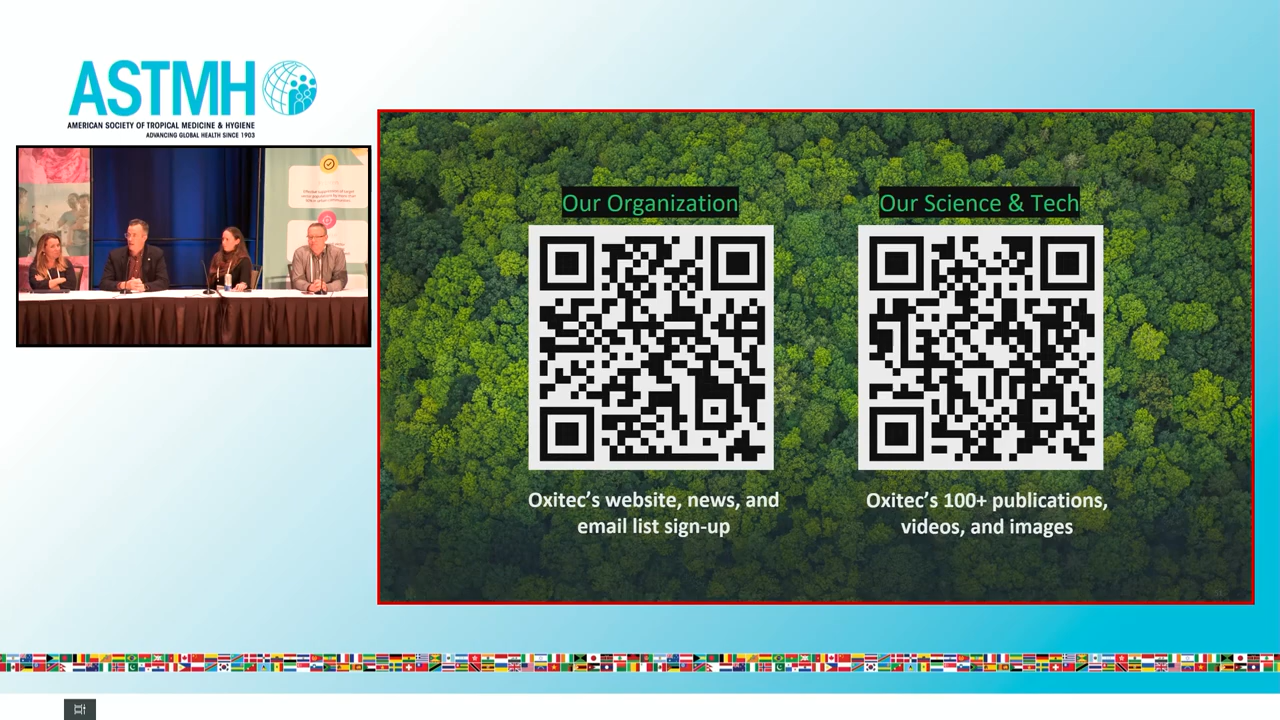 ASTMH
AMERICAN SOCIETY OF TROPICAL MEDICINE & HYGIENE
ADVANCING GLOBAL HEALTH SINCE 1903
Our Organization
Our Science & Tech
Oxitec's website, news, and
email list sign-up
Oxitec's 100+ publications,
videos, and images